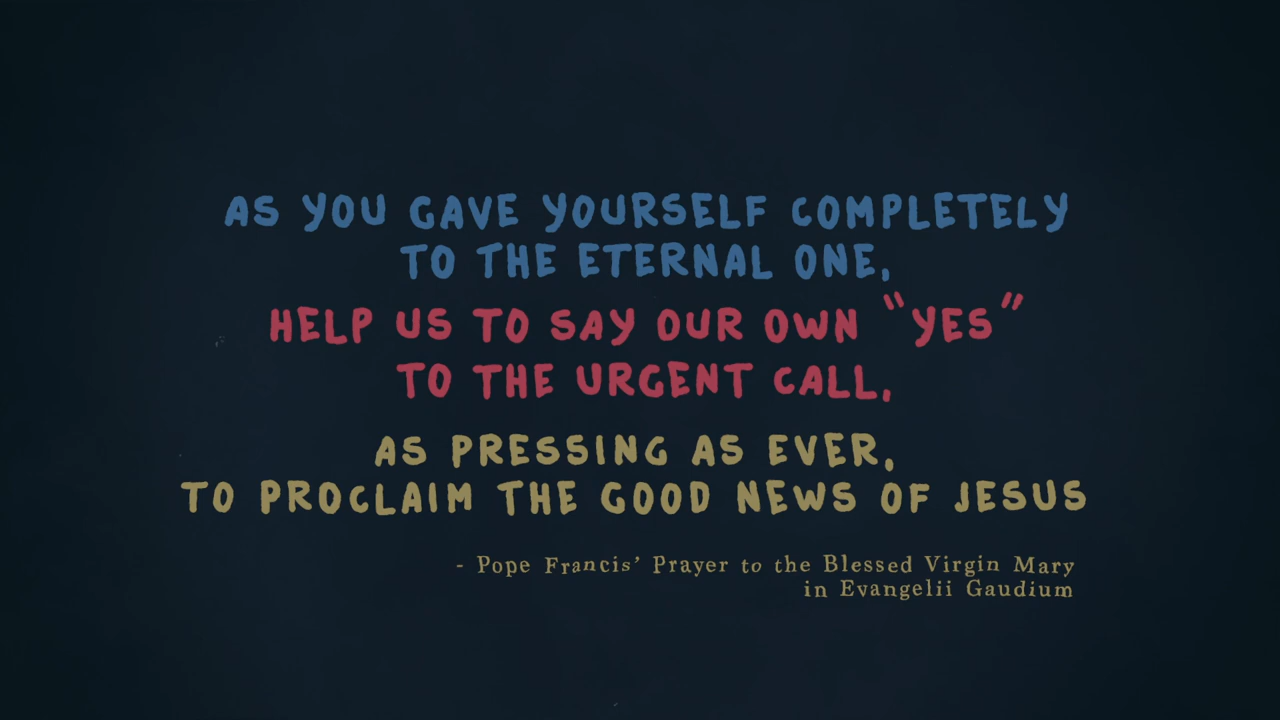 AS YOU GAVE YOURSELF COMPLETELY
TO THE ETERNAL ONE,
HELP US TO SAY OUR OWN “YES”
TO THE URGENT CALL,
AS PRESSING AS EVER,
TO PROCLAIM THE GOOD NEWS OF JESUS
- Pope Francis’ Prayer to the Blessed Virgin Mary
in Evangelii Gaudium